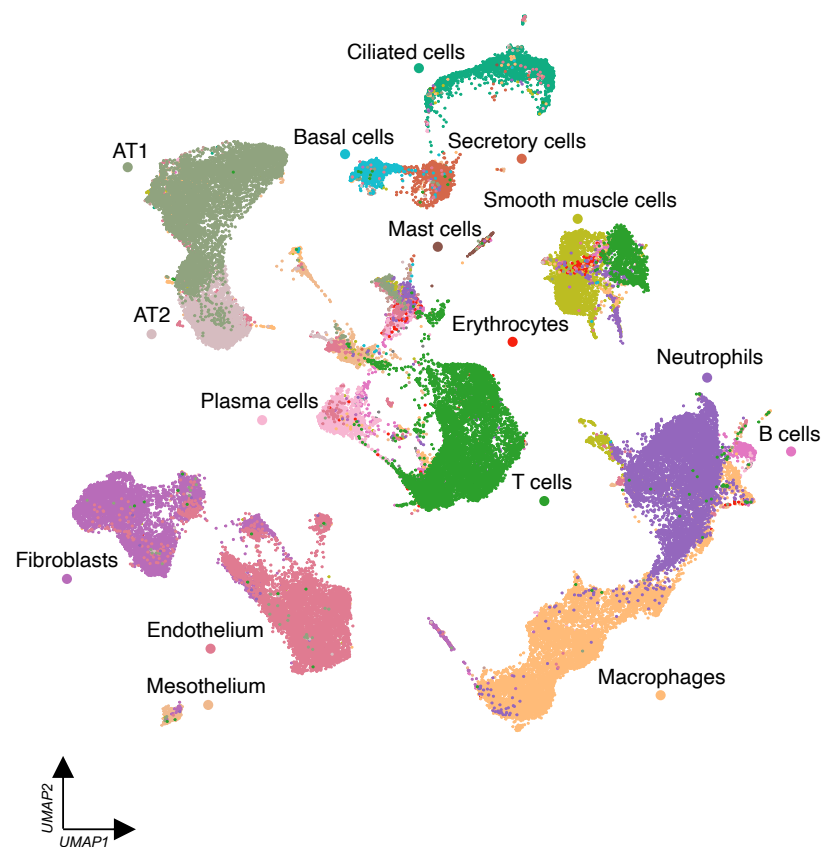 Ciliated cells
Basal cells
Secretory cells
AT1
Smooth muscle cells
Mast cells
AT2
Erythrocytes
Neutrophils
Plasma cells
B cells
T cells
Fibroblasts
Endothelium
Mesothelium
Macrophages
UMAP2
UMAP1